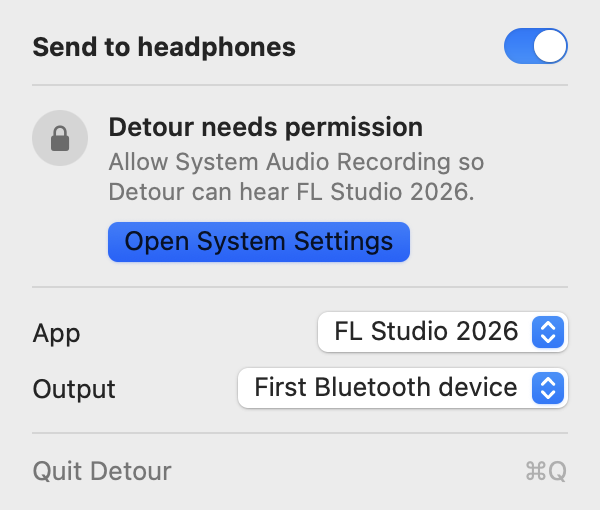 Send to headphones
Detour needs permission
Allow System Audio Recording so
Detour can hear FL Studio 2026.
Open System Settings
App
FL Studio 2026
Output
First Bluetooth device
Quit Detour
⌘Q